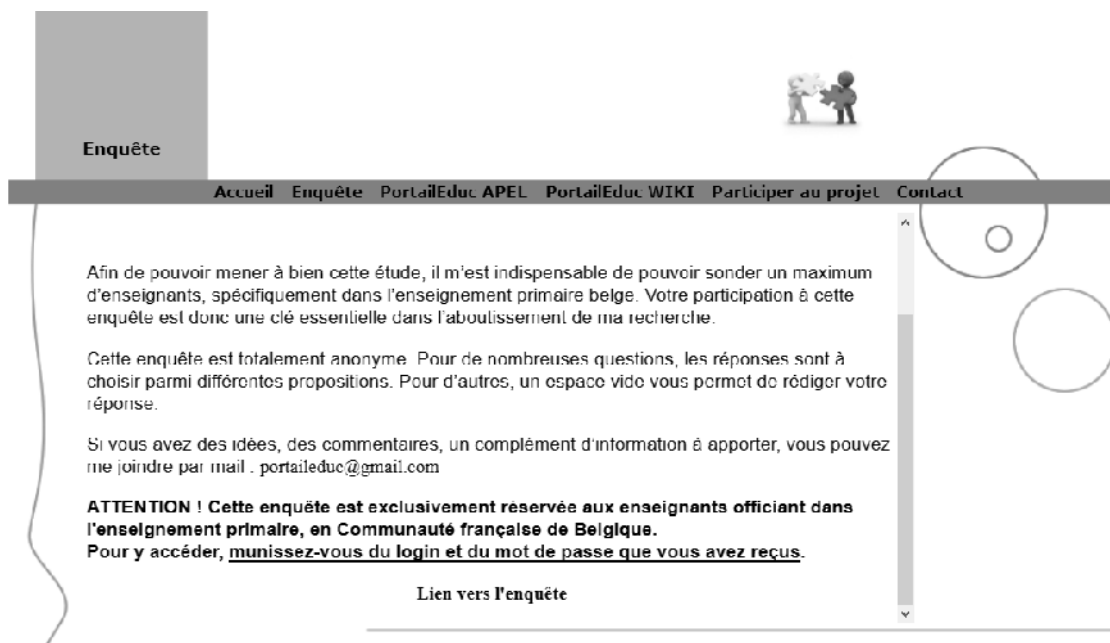 Enquête
Accueil Enquête PortailEduc APEL PortailEduc WIKI Participer au projet Contact
Afin de pouvoir mener à bien cette étude, il m'est indispensable de pouvoir sonder un maximum
d'enseignants, spécifiquement dans l'enseignement primaire belge. Votre participation à cette
enquête est donc une clé essentielle dans l'aboutissement de ma recherche.
Cette enquête est totalement anonyme. Pour de nombreuses questions, les réponses sont à
choisir parmi différentes propositions. Pour d'autres, un espace vide vous permet de rédiger votre
réponse.
Si vous avez des idées, des commentaires, un complément d'information à apporter, vous pouvez
me joindre par mail : portaileduc@gmail.com
ATTENTION ! Cette enquête est exclusivement réservée aux enseignants officiant dans
l'enseignement primaire, en Communauté française de Belgique.
Pour y accéder, munissez-vous du login et du mot de passe que vous avez reçus.
Lien vers l'enquête